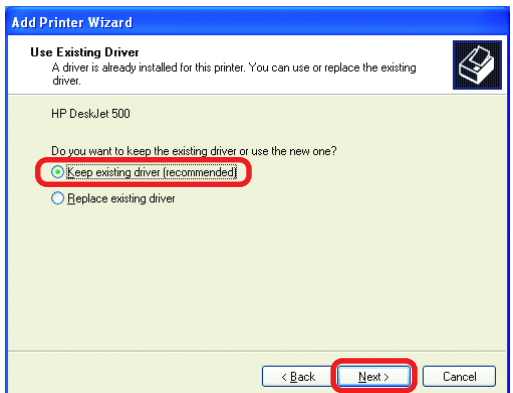 Add Printer Wizard
Use Existing Driver
A driver is already installed for this printer. You can use or replace the existing
driver.
HP DeskJet 500
Do you want to keep the existing driver or use the new one?
Keep existing driver (recommended)
Replace existing driver
< Back Next > Cancel